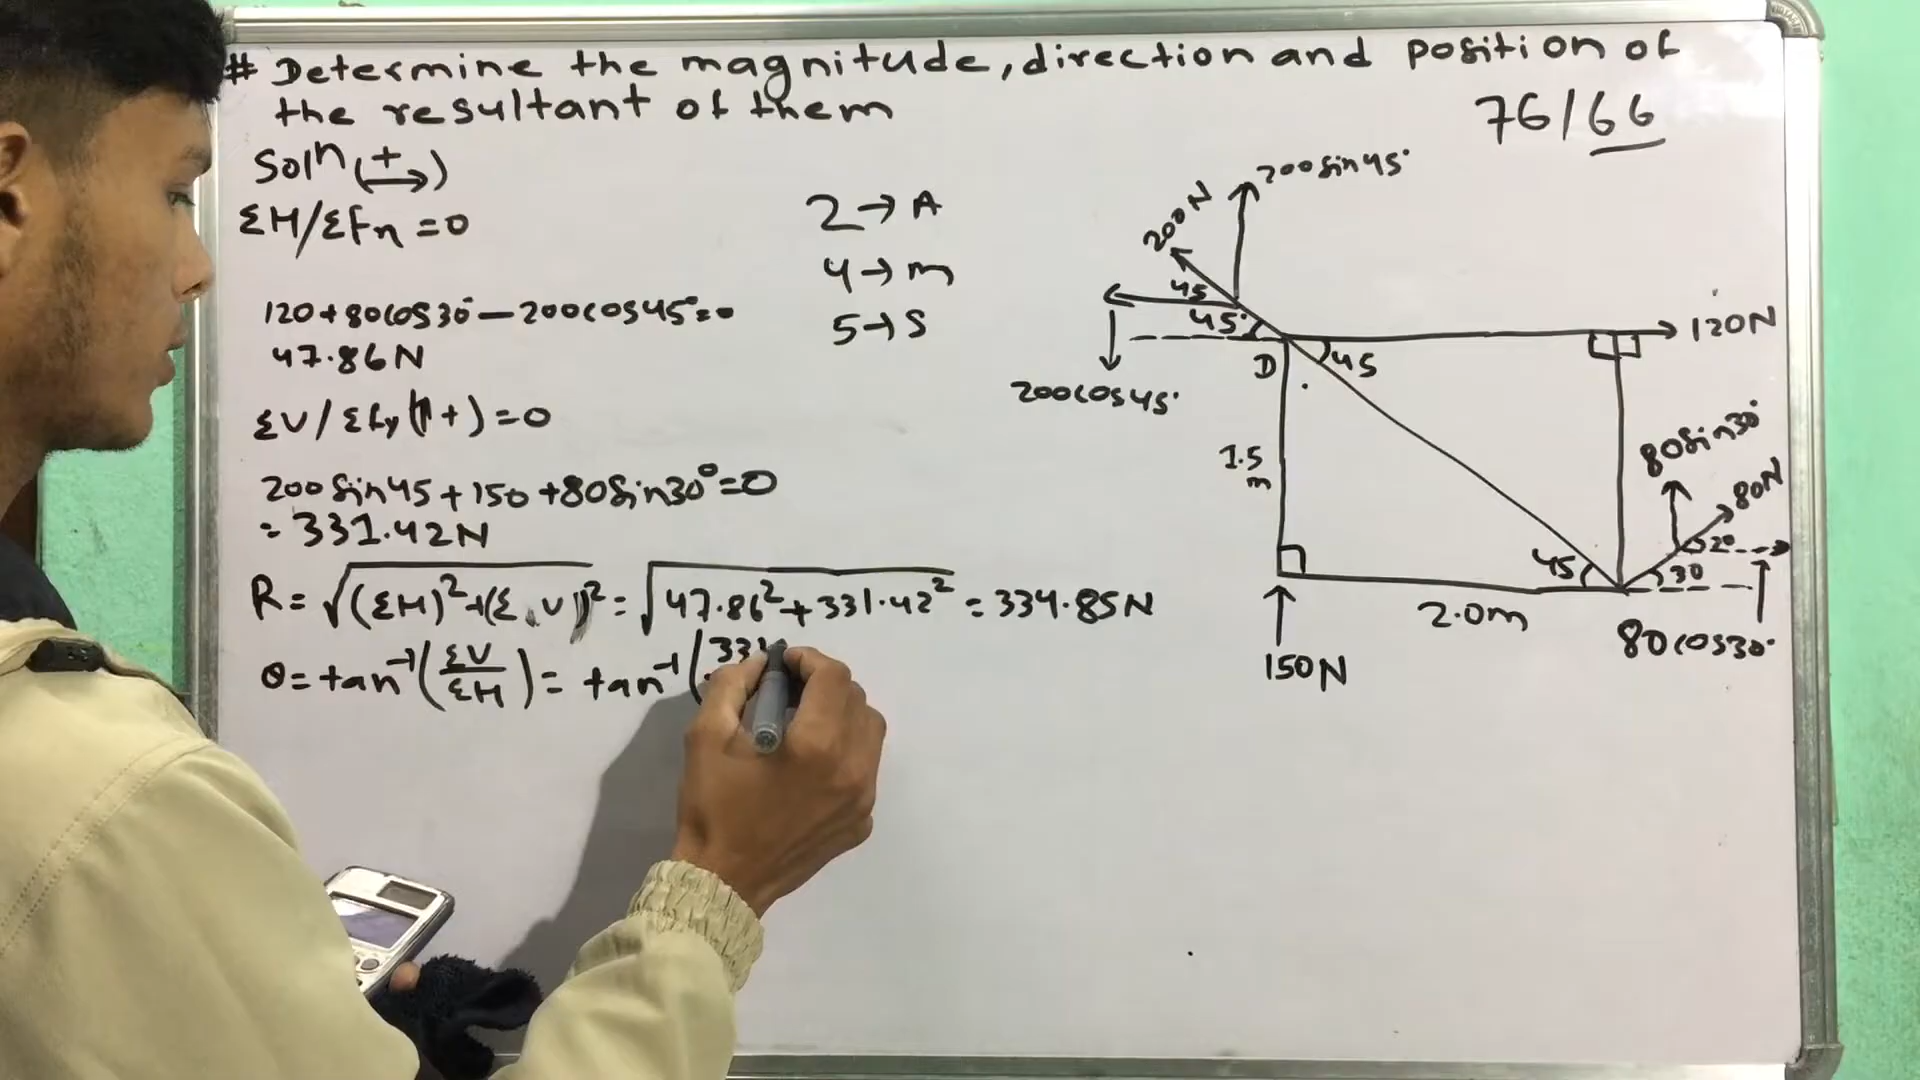 # Determine the magnitude, direction and position of
the resultant of them
76/66
Solⁿ (+→)
ΣH/ΣFn = 0
120+80cos30°−200cos45°=0
47.86N
ΣV/ΣFy(↑+)=0
200sin45+150+80sin30°=0
= 331.42N
R=√((ΣH)²+(ΣV)²) = √(47.86²+331.42²) = 334.85N
θ=tan⁻¹(ΣV/ΣH)= tan⁻¹(331
2→A
4→m
5→S
200sin45°
200N
45
45°
200cos45°
D
45
120N
1.5
m
80sin30°
80N
45
30
2.0m
80cos30°
150N